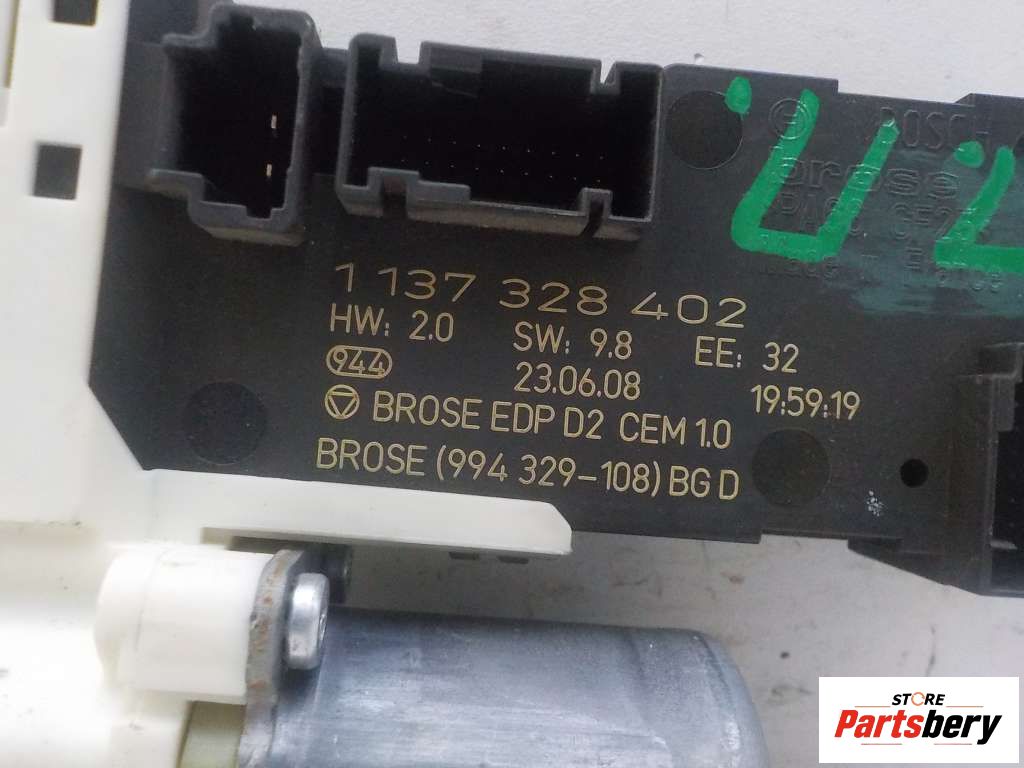 BOSCH
brose
1 137 328 402
HW: 2.0 SW: 9.8 EE: 32
944 23.06.08 19:59:19
BROSE EDP D2 CEM 1.0
BROSE (994 329-108) BG D
STORE
Partsbery